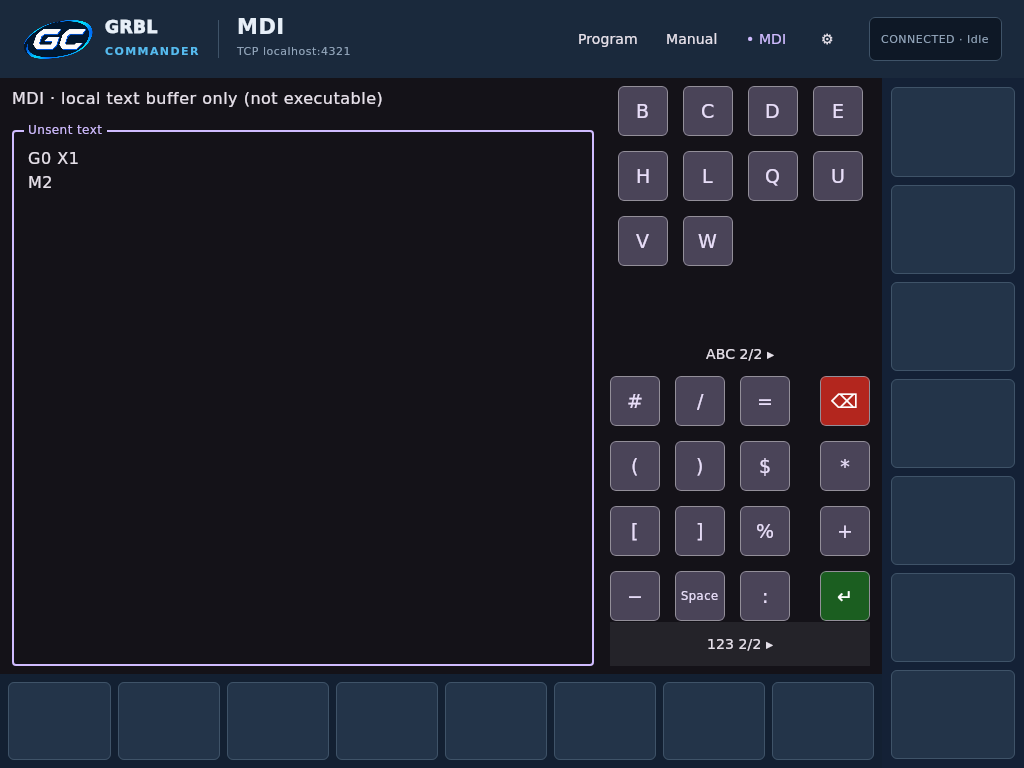 GC
GRBL
COMMANDER
MDI
TCP localhost:4321
Program
Manual
• MDI
⚙
CONNECTED · Idle
MDI · local text buffer only (not executable)
Unsent text
G0 X1
M2
B C D E
H L Q U
V W
ABC 2/2 ▸
# / = ⌫
( ) $ *
[ ] % +
− Space : ↵
123 2/2 ▸